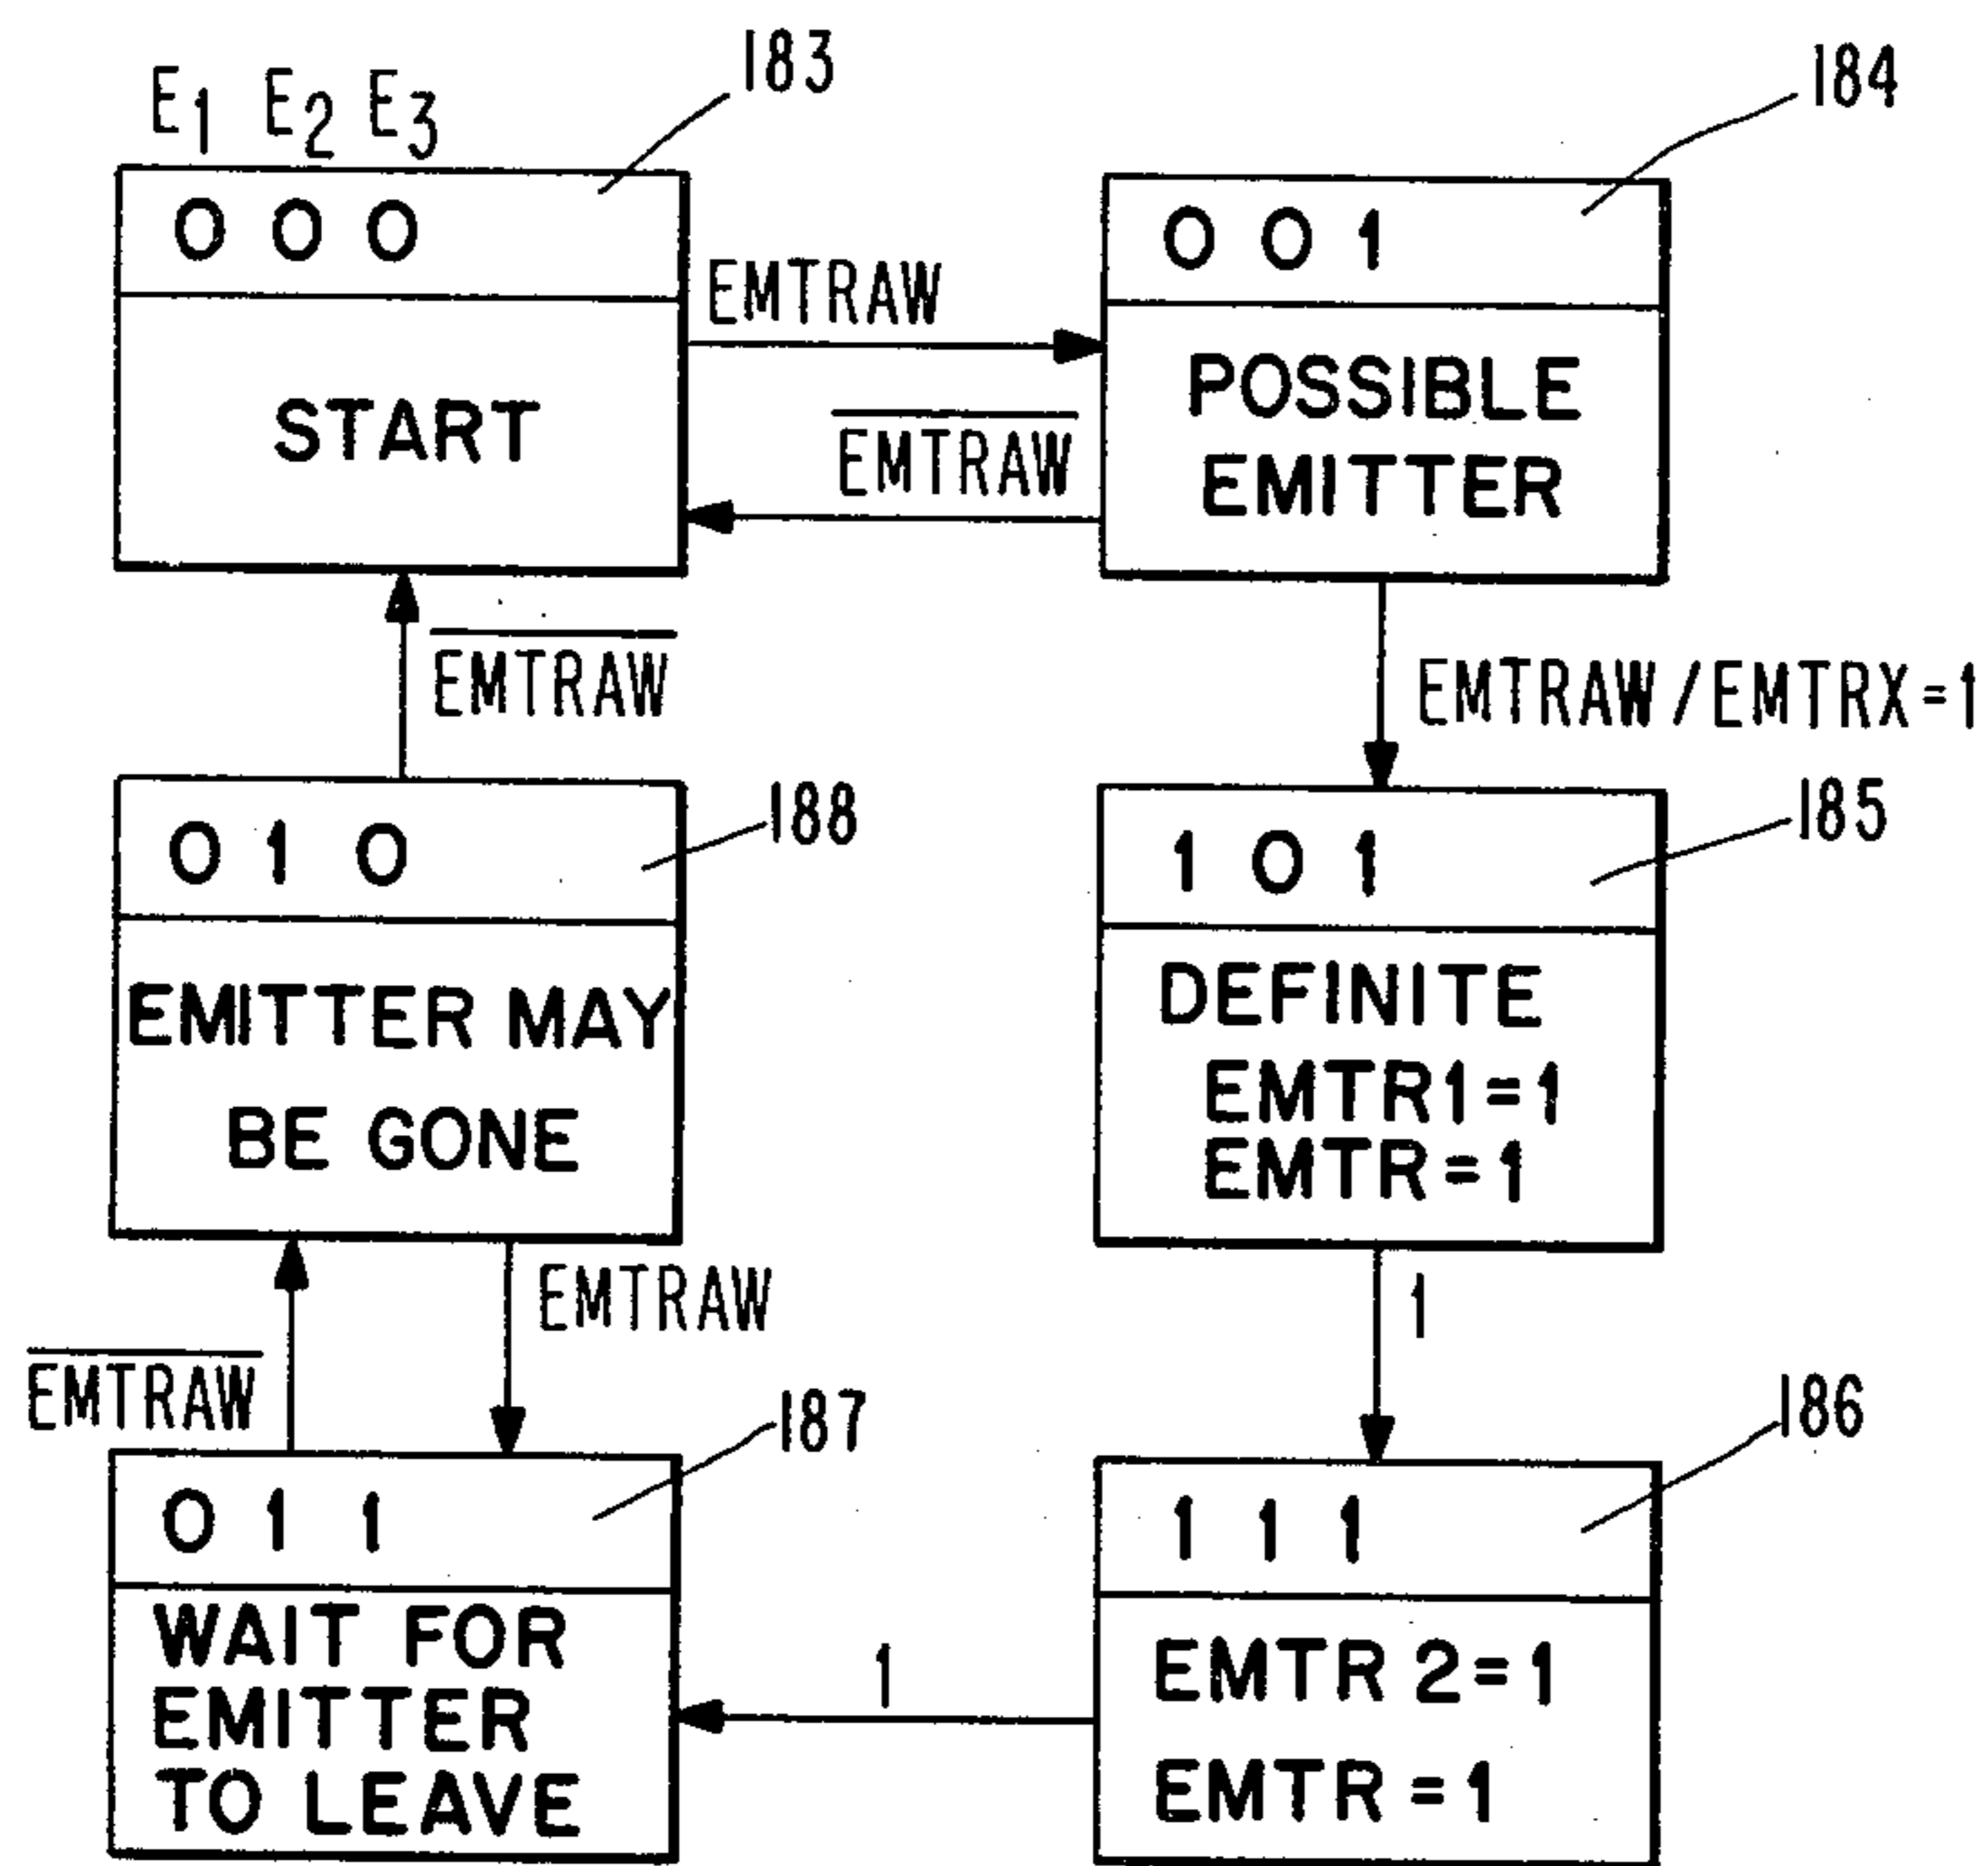 E1 E2 E3
183
0 0 0
START
184
0 0 1
POSSIBLE
EMITTER
EMTRAW
EMTRAW
EMTRAW/EMTRX=1
185
1 0 1
DEFINITE
EMTR1=1
EMTR=1
1
186
1 1 1
EMTR 2=1
EMTR=1
1
187
0 1 1
WAIT FOR
EMITTER
TO LEAVE
EMTRAW
EMTRAW
188
0 1 0
EMITTER MAY
BE GONE
EMTRAW